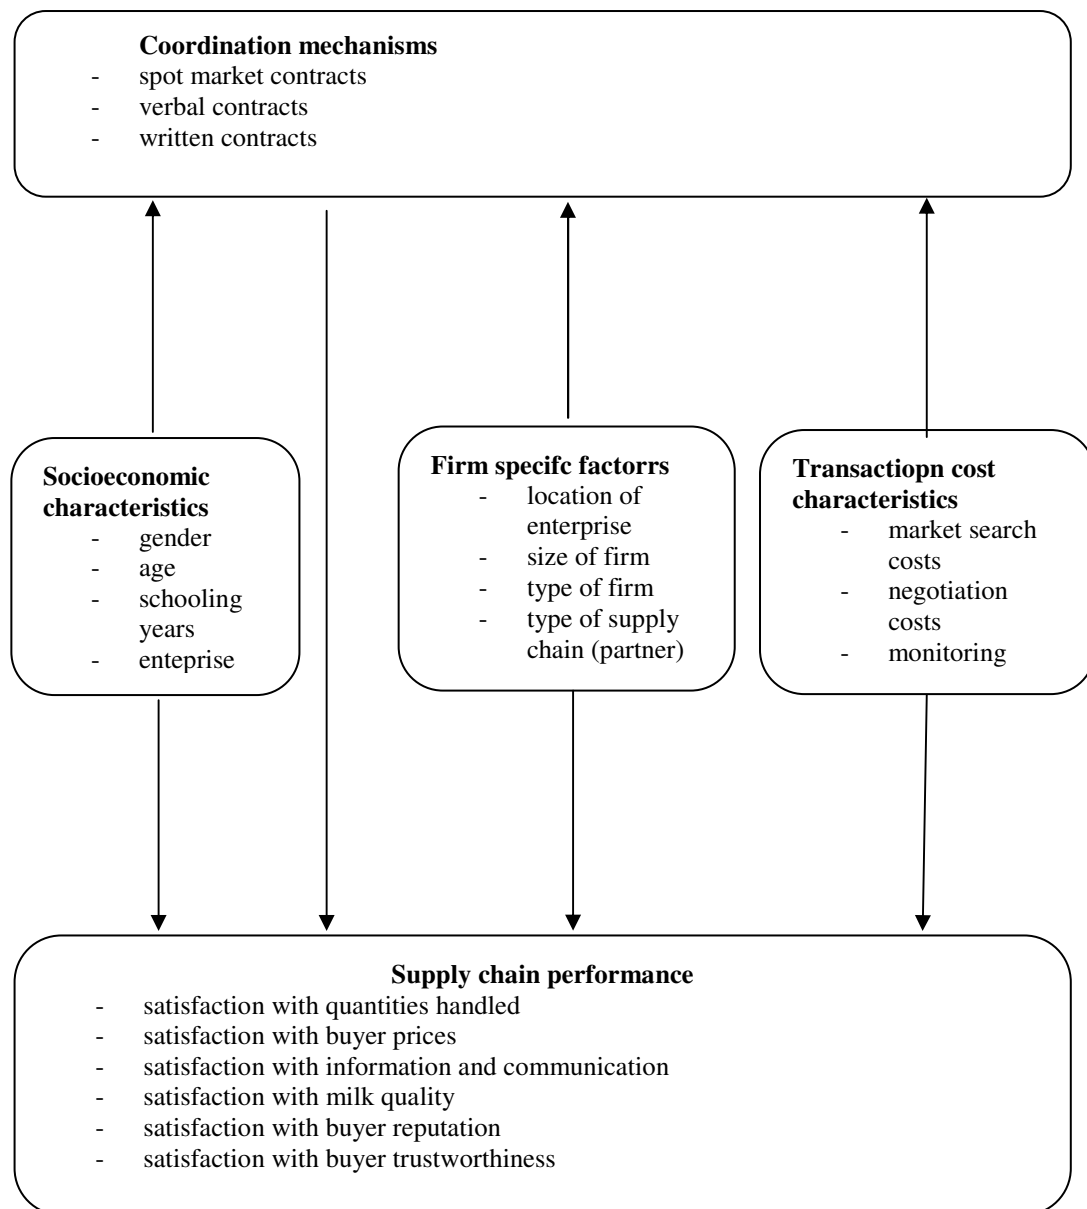 Coordination mechanisms
- spot market contracts
- verbal contracts
- written contracts
Socioeconomic
characteristics
- gender
- age
- schooling
years
- enteprise
Firm specifc factorrs
- location of
enterprise
- size of firm
- type of firm
- type of supply
chain (partner)
Transactiopn cost
characteristics
- market search
costs
- negotiation
costs
- monitoring
Supply chain performance
- satisfaction with quantities handled
- satisfaction with buyer prices
- satisfaction with information and communication
- satisfaction with milk quality
- satisfaction with buyer reputation
- satisfaction with buyer trustworthiness